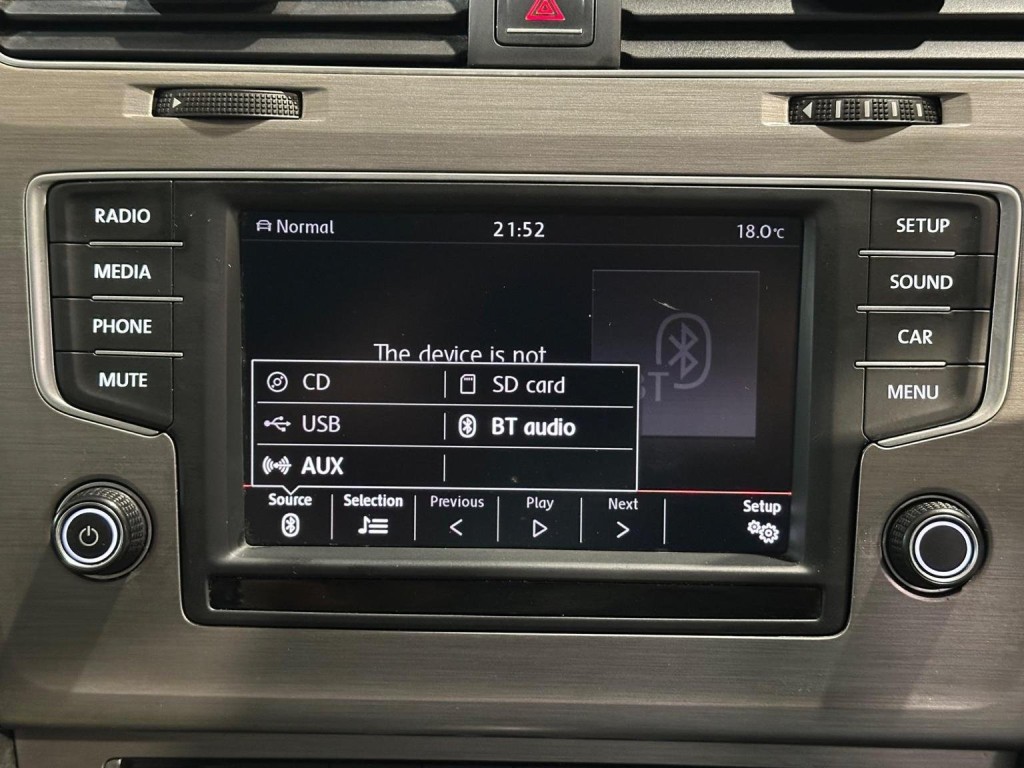 RADIO
MEDIA
PHONE
MUTE
Normal
21:52
18.0°C
The device is not
BT
CD
SD card
USB
BT audio
AUX
Source
Selection
Previous
Play
Next
Setup
SETUP
SOUND
CAR
MENU